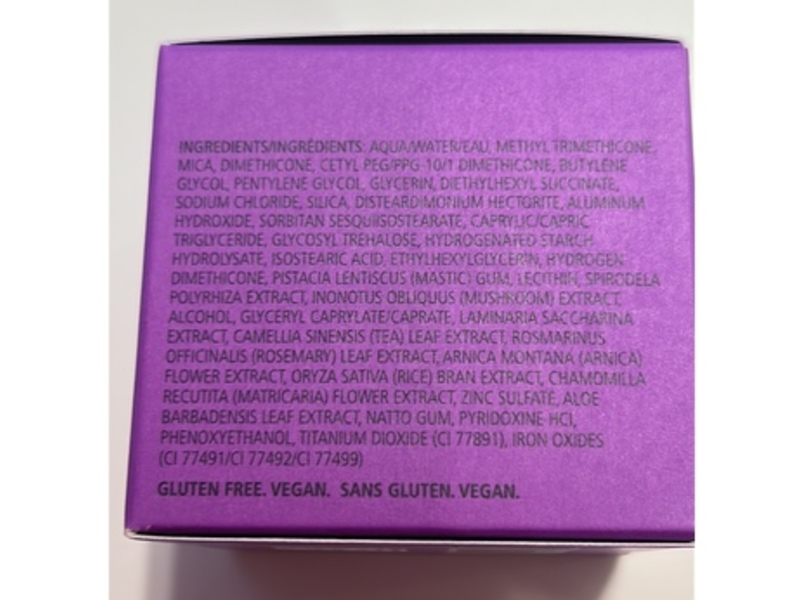 INGREDIENTS/INGRÉDIENTS: AQUA/WATER/EAU, METHYL TRIMETHICONE,
MICA, DIMETHICONE, CETYL PEG/PPG-10/1 DIMETHICONE, BUTYLENE
GLYCOL, PENTYLENE GLYCOL, GLYCERIN, DIETHYLHEXYL SUCCINATE,
SODIUM CHLORIDE, SILICA, DISTEARDIMONIUM HECTORITE, ALUMINUM
HYDROXIDE, SORBITAN SESQUIISOSTEARATE, CAPRYLIC/CAPRIC
TRIGLYCERIDE, GLYCOSYL TREHALOSE, HYDROGENATED STARCH
HYDROLYSATE, ISOSTEARIC ACID, ETHYLHEXYLGLYCERIN, HYDROGEN
DIMETHICONE, PISTACIA LENTISCUS (MASTIC) GUM, LECITHIN, SPIRODELA
POLYRHIZA EXTRACT, INONOTUS OBLIQUUS (MUSHROOM) EXTRACT,
ALCOHOL, GLYCERYL CAPRYLATE/CAPRATE, LAMINARIA SACCHARINA
EXTRACT, CAMELLIA SINENSIS (TEA) LEAF EXTRACT, ROSMARINUS
OFFICINALIS (ROSEMARY) LEAF EXTRACT, ARNICA MONTANA (ARNICA)
FLOWER EXTRACT, ORYZA SATIVA (RICE) BRAN EXTRACT, CHAMOMILLA
RECUTITA (MATRICARIA) FLOWER EXTRACT, ZINC SULFATE, ALOE
BARBADENSIS LEAF EXTRACT, NATTO GUM, PYRIDOXINE HCI,
PHENOXYETHANOL, TITANIUM DIOXIDE (CI 77891), IRON OXIDES
(CI 77491/CI 77492/CI 77499)
GLUTEN FREE. VEGAN. SANS GLUTEN. VEGAN.